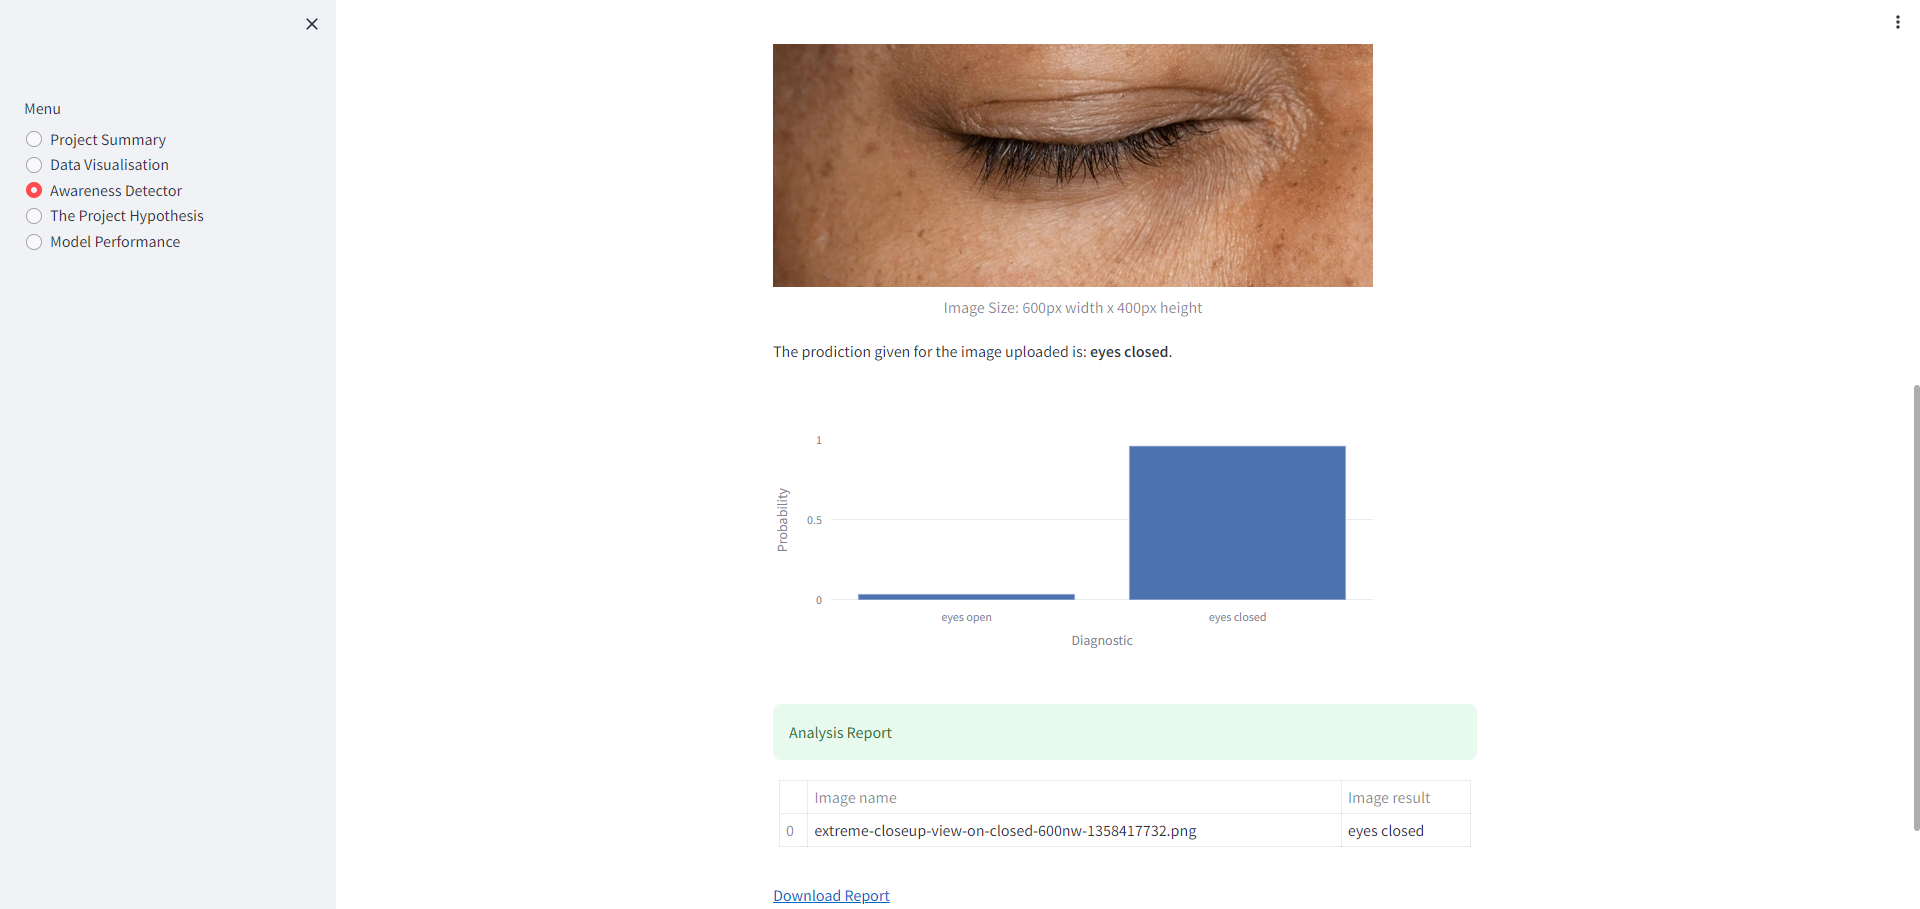 Menu
Project Summary
Data Visualisation
Awareness Detector
The Project Hypothesis
Model Performance
Image Size: 600px width x 400px height
The prodiction given for the image uploaded is: eyes closed.
1
0.5
0
Probability
eyes open
eyes closed
Diagnostic
Analysis Report
Image name Image result
0 extreme-closeup-view-on-closed-600nw-1358417732.png eyes closed
Download Report